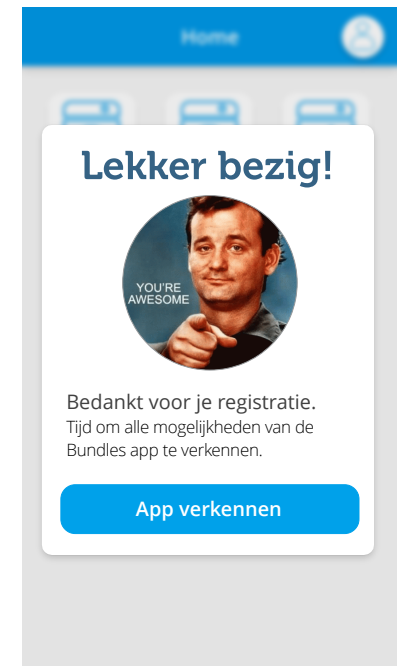 Home
Lekker bezig!
YOU'RE
AWESOME
Bedankt voor je registratie.
Tijd om alle mogelijkheden van de
Bundles app te verkennen.
App verkennen